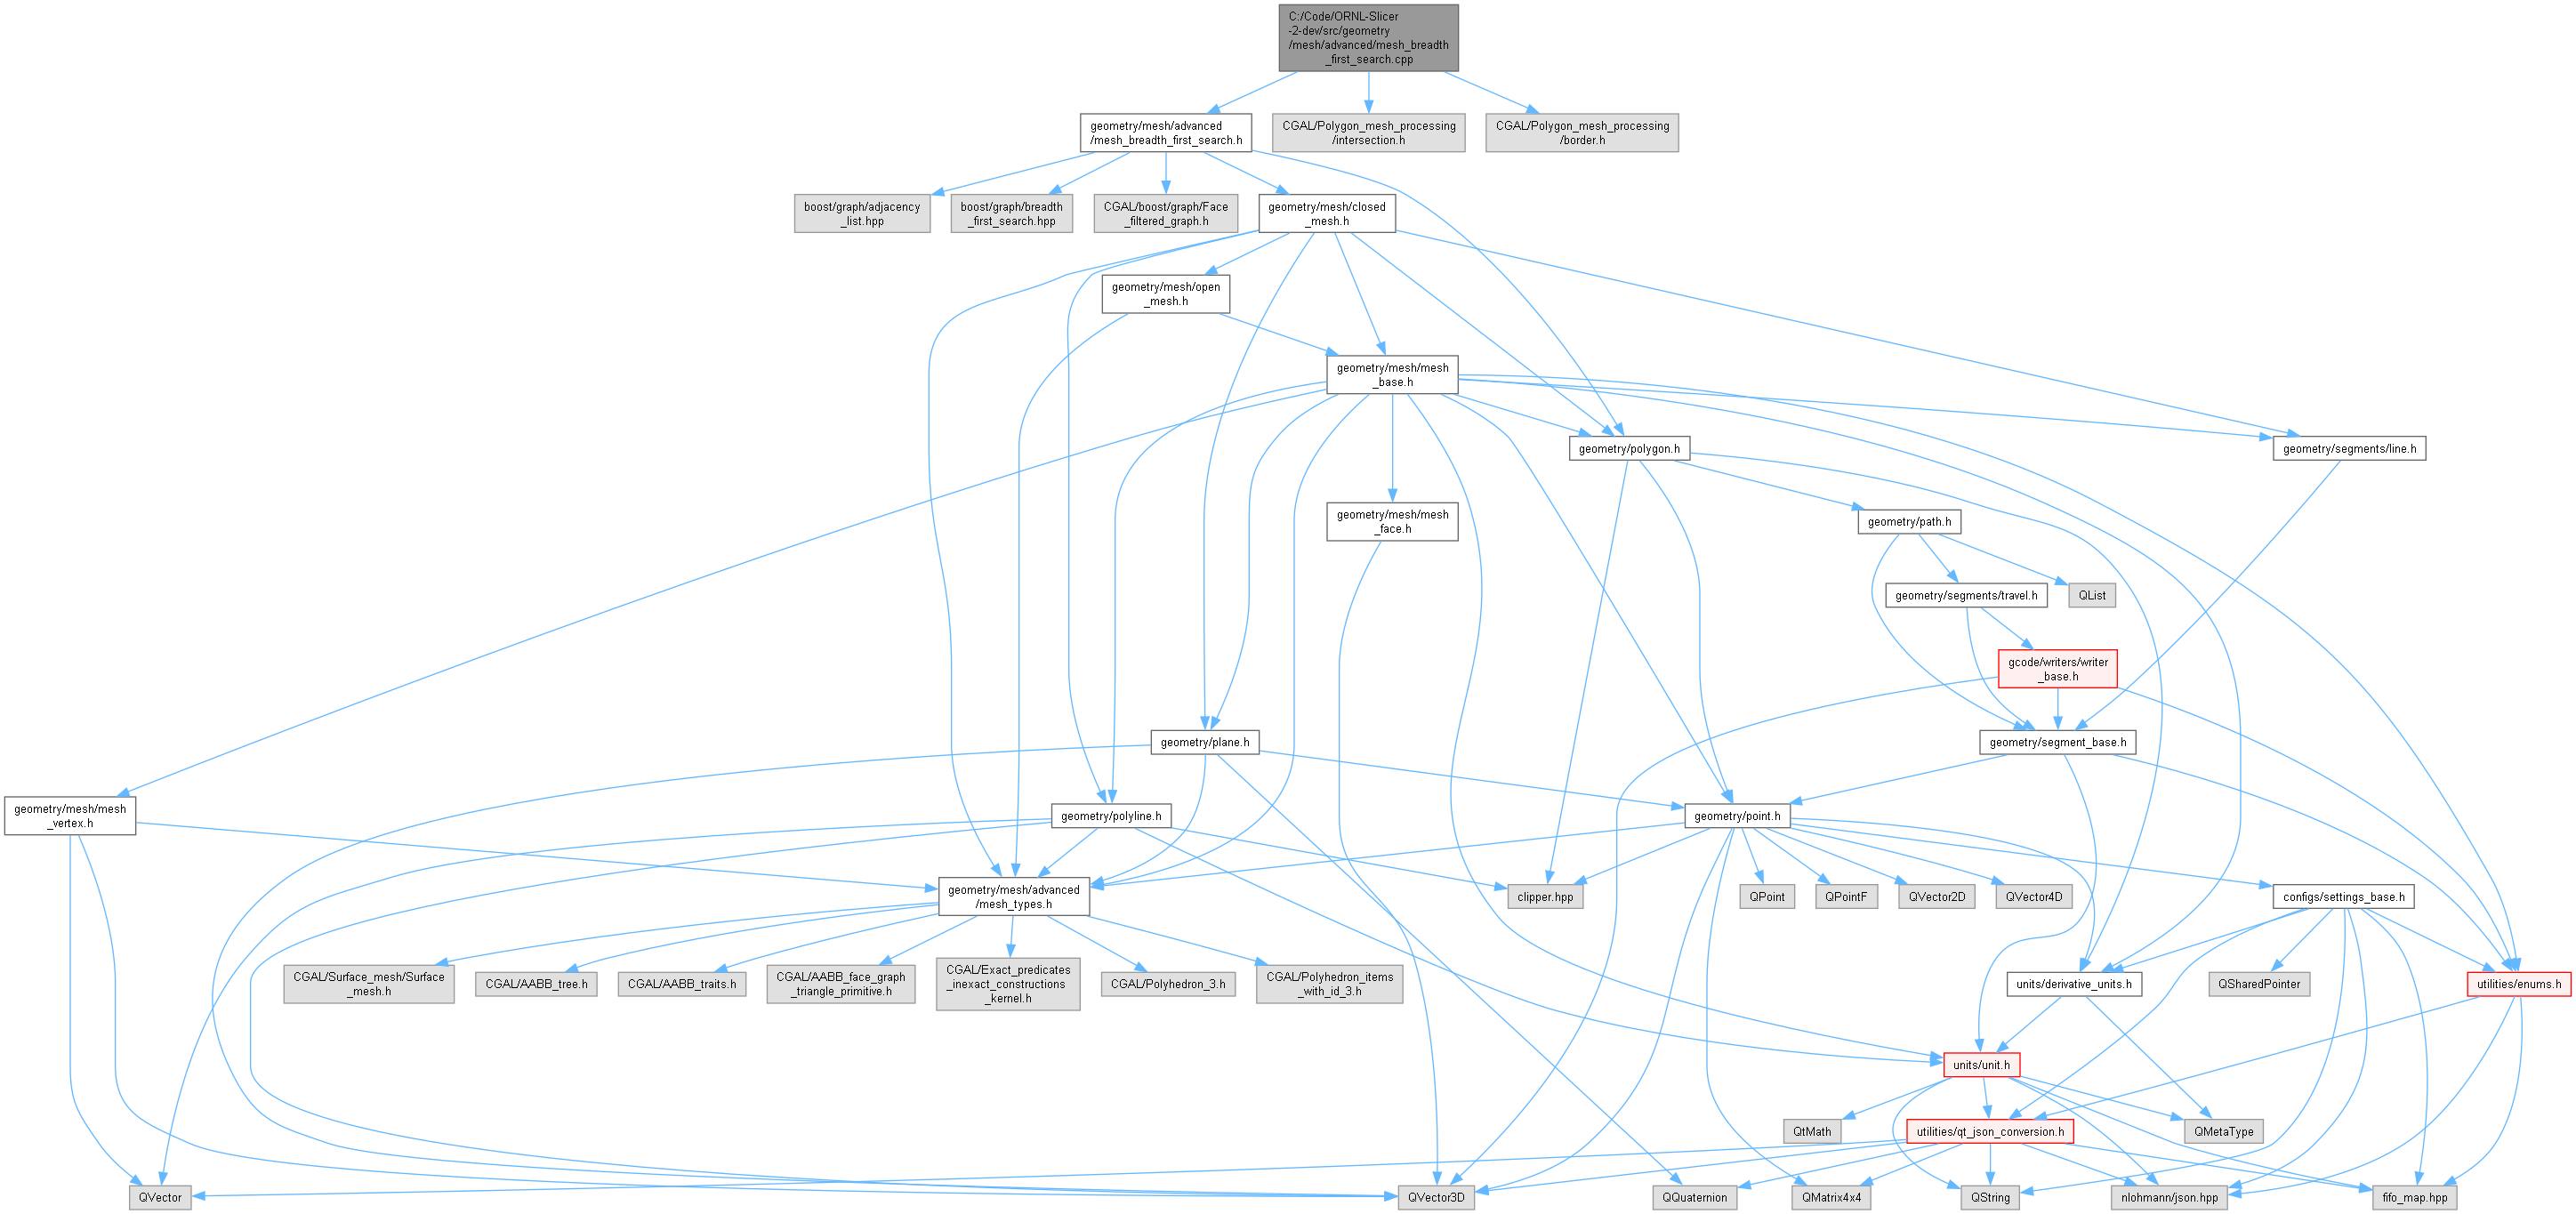 C:/Code/ORNL-Slicer
-2-dev/src/geometry
/mesh/advanced/mesh_breadth
_first_search.cpp
geometry/mesh/advanced
/mesh_breadth_first_search.h
CGAL/Polygon_mesh_processing
/intersection.h
CGAL/Polygon_mesh_processing
/border.h
boost/graph/adjacency
_list.hpp
boost/graph/breadth
_first_search.hpp
CGAL/boost/graph/Face
_filtered_graph.h
geometry/mesh/closed
_mesh.h
geometry/mesh/open
_mesh.h
geometry/mesh/mesh
_base.h
geometry/polygon.h
geometry/segments/line.h
geometry/mesh/mesh
_face.h
geometry/path.h
geometry/segments/travel.h
QList
gcode/writers/writer
_base.h
geometry/plane.h
geometry/segment_base.h
geometry/mesh/mesh
_vertex.h
geometry/polyline.h
geometry/point.h
geometry/mesh/advanced
/mesh_types.h
clipper.hpp
QPoint
QPointF
QVector2D
QVector4D
configs/settings_base.h
CGAL/Surface_mesh/Surface
_mesh.h
CGAL/AABB_tree.h
CGAL/AABB_traits.h
CGAL/AABB_face_graph
_triangle_primitive.h
CGAL/Exact_predicates
_inexact_constructions
_kernel.h
CGAL/Polyhedron_3.h
CGAL/Polyhedron_items
_with_id_3.h
units/derivative_units.h
QSharedPointer
utilities/enums.h
units/unit.h
QtMath
utilities/qt_json_conversion.h
QMetaType
QVector
QVector3D
QQuaternion
QMatrix4x4
QString
nlohmann/json.hpp
fifo_map.hpp